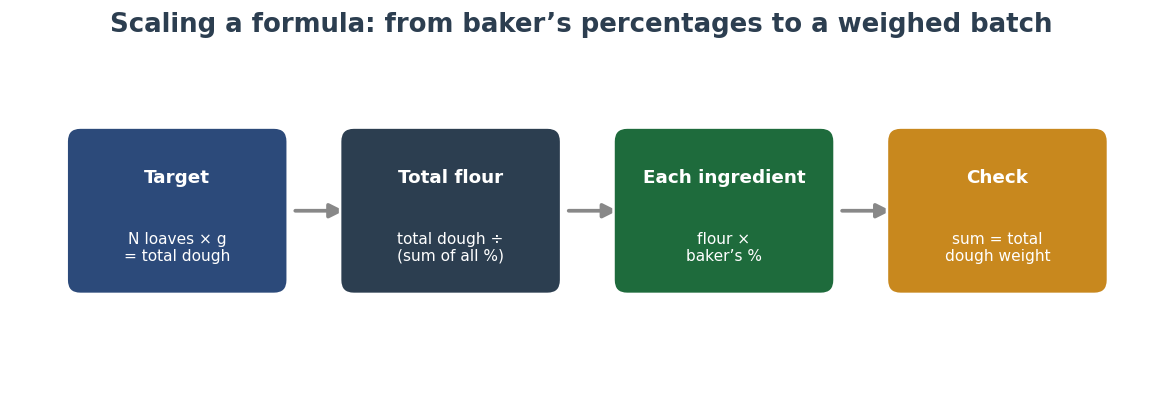 Scaling a formula: from baker’s percentages to a weighed batch
Target
N loaves × g
= total dough
Total flour
total dough ÷
(sum of all %)
Each ingredient
flour ×
baker’s %
Check
sum = total
dough weight